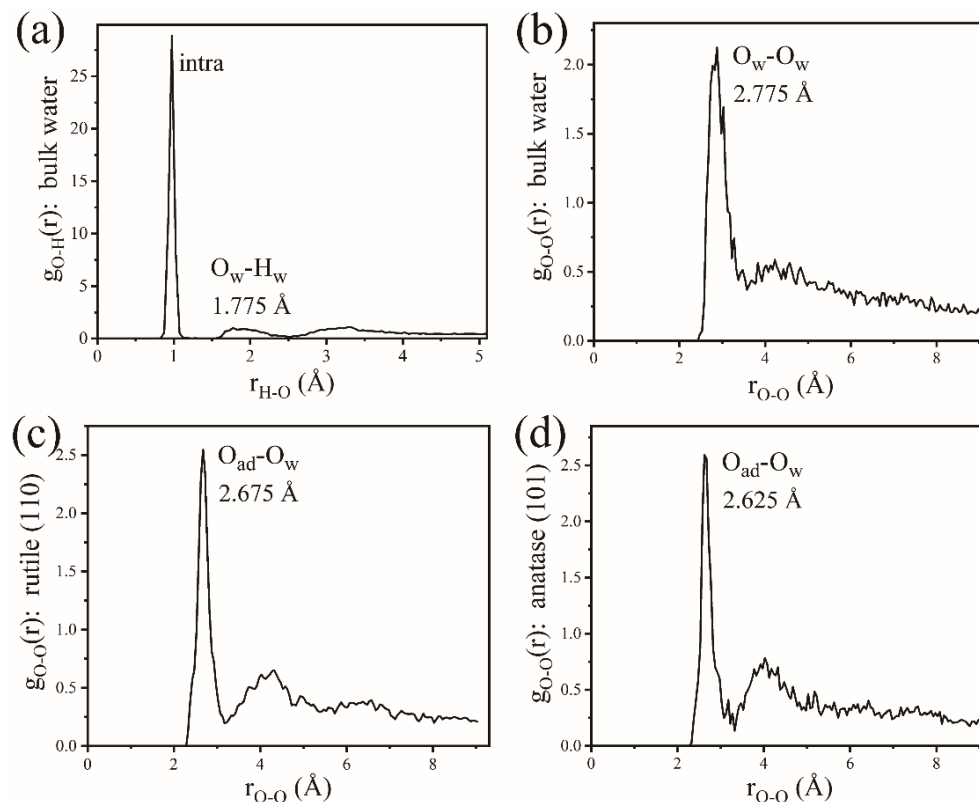 (a)
25
20
15
10
5
0
g_O-H(r): bulk water
intra
O_w-H_w
1.775 Å
0 1 2 3 4 5
r_H-O (Å)
(b)
2.0
1.5
1.0
0.5
0.0
g_O-O(r): bulk water
O_w-O_w
2.775 Å
0 2 4 6 8
r_O-O (Å)
(c)
2.5
2.0
1.5
1.0
0.5
0.0
g_O-O(r): rutile (110)
O_ad-O_w
2.675 Å
0 2 4 6 8
r_O-O (Å)
(d)
2.5
2.0
1.5
1.0
0.5
0.0
g_O-O(r): anatase (101)
O_ad-O_w
2.625 Å
0 2 4 6 8
r_O-O (Å)